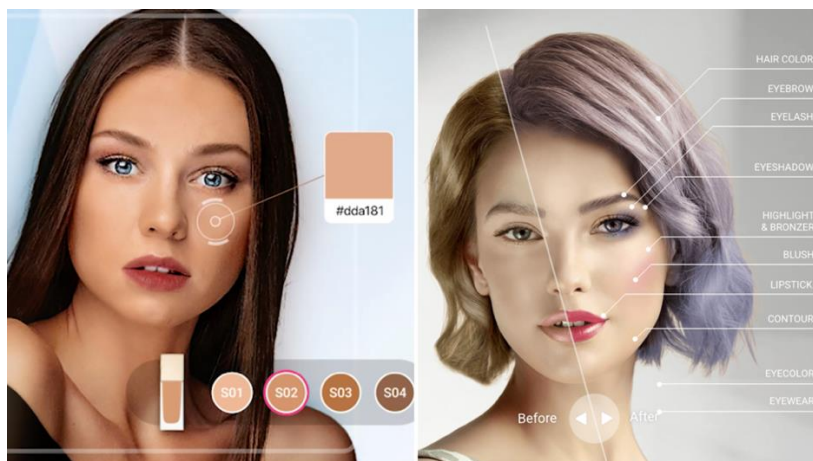 #dda181
S01
S02
S03
S04
HAIR COLOR
EYEBROW
EYELASH
EYESHADOW
HIGHLIGHT
& BRONZER
BLUSH
LIPSTICK
CONTOUR
EYECOLOR
EYEWEAR
Before
After